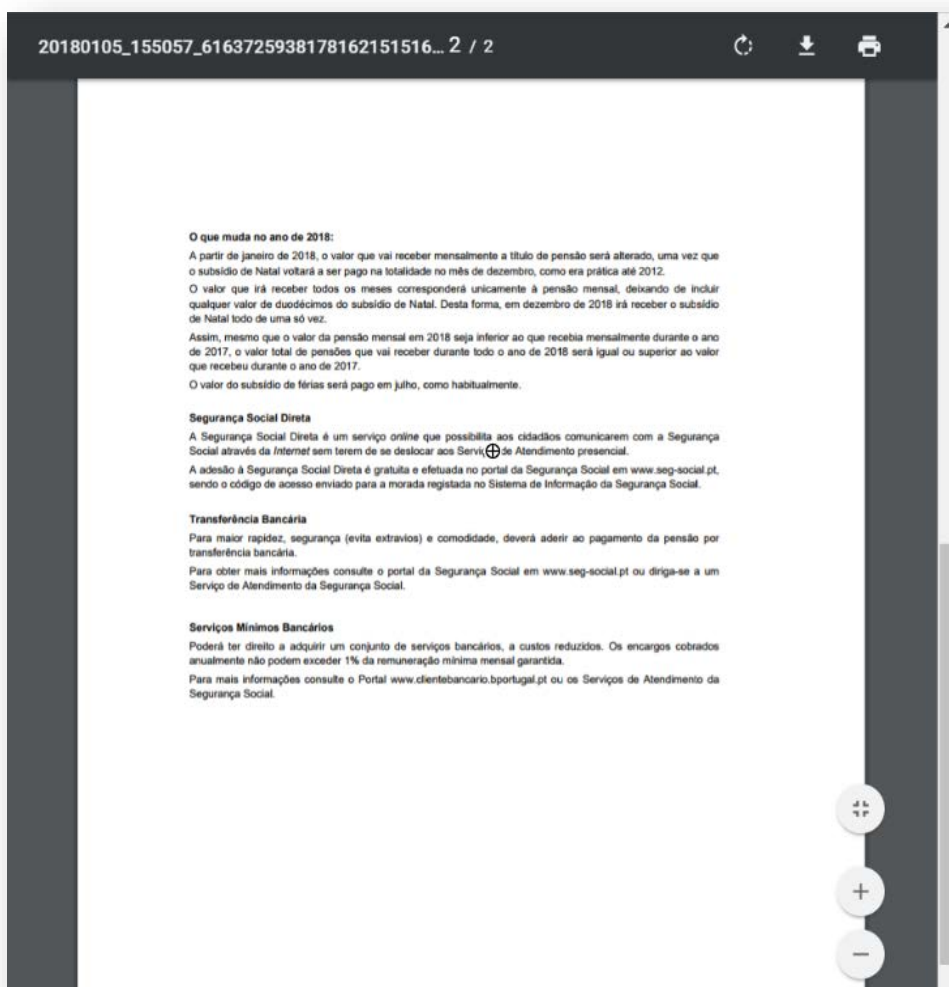 20180105_155057_6163725938178162151516... 2 / 2
O que muda no ano de 2018:
A partir de janeiro de 2018, o valor que vai receber mensalmente a título de pensão será alterado, uma vez que
o subsídio de Natal voltará a ser pago na totalidade no mês de dezembro, como era prática até 2012.
O valor que irá receber todos os meses corresponderá unicamente à pensão mensal, deixando de incluir
qualquer valor de duodécimos do subsídio de Natal. Desta forma, em dezembro de 2018 irá receber o subsídio
de Natal todo de uma só vez.
Assim, mesmo que o valor da pensão mensal em 2018 seja inferior ao que recebia mensalmente durante o ano
de 2017, o valor total de pensões que vai receber durante todo o ano de 2018 será igual ou superior ao valor
que recebeu durante o ano de 2017.
O valor do subsídio de férias será pago em julho, como habitualmente.
Segurança Social Direta
A Segurança Social Direta é um serviço online que possibilita aos cidadãos comunicarem com a Segurança
Social através da Internet sem terem de se deslocar aos Serviç de Atendimento presencial.
A adesão à Segurança Social Direta é gratuita e efetuada no portal da Segurança Social em www.seg-social.pt,
sendo o código de acesso enviado para a morada registada no Sistema de Informação da Segurança Social.
Transferência Bancária
Para maior rapidez, segurança (evita extravios) e comodidade, deverá aderir ao pagamento da pensão por
transferência bancária.
Para obter mais informações consulte o portal da Segurança Social em www.seg-social.pt ou dirija-se a um
Serviço de Atendimento da Segurança Social.
Serviços Mínimos Bancários
Poderá ter direito a adquirir um conjunto de serviços bancários, a custos reduzidos. Os encargos cobrados
anualmente não podem exceder 1% da remuneração mínima mensal garantida.
Para mais informações consulte o Portal www.clientebancario.bportugal.pt ou os Serviços de Atendimento da
Segurança Social.